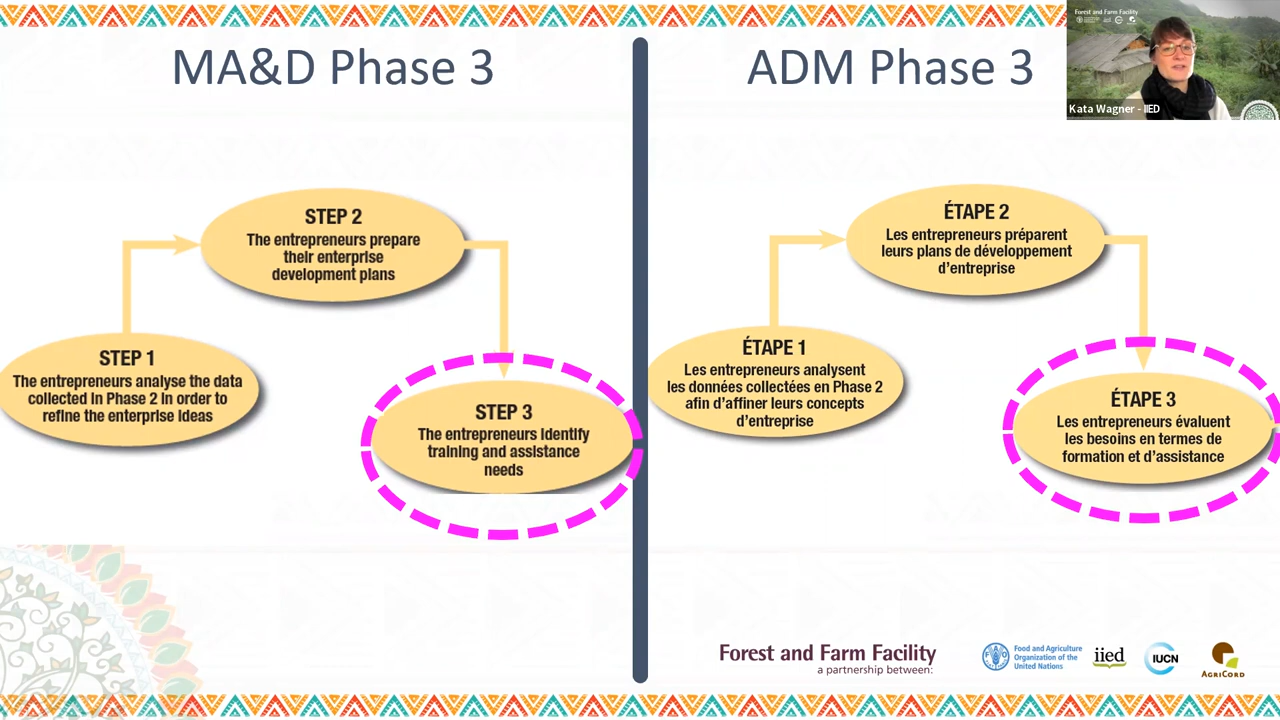 MA&D Phase 3
STEP 2
The entrepreneurs prepare
their enterprise
development plans
STEP 1
The entrepreneurs analyse the data
collected in Phase 2 in order to
refine the enterprise ideas
STEP 3
The entrepreneurs identify
training and assistance
needs
ADM Phase 3
ÉTAPE 2
Les entrepreneurs préparent
leurs plans de développement
d'entreprise
ÉTAPE 1
Les entrepreneurs analysent
les données collectées en Phase 2
afin d'affiner leurs concepts
d'entreprise
ÉTAPE 3
Les entrepreneurs évaluent
les besoins en termes de
formation et d'assistance
Forest and Farm Facility
Kata Wagner - IIED
Forest and Farm Facility
a partnership between:
Food and Agriculture
Organization of the
United Nations
iied
IUCN
AGRICORD